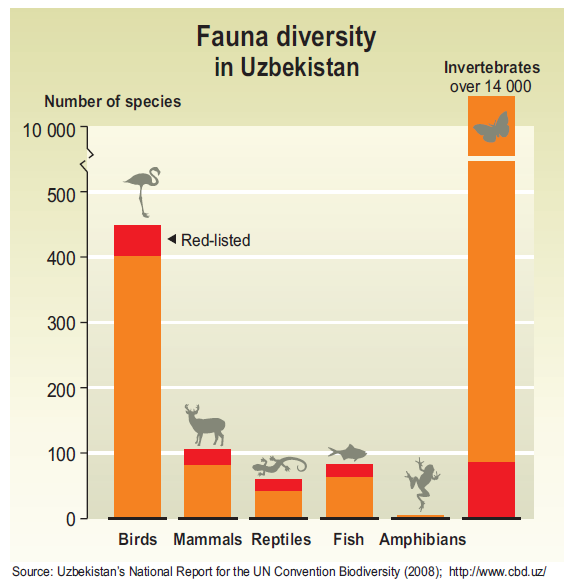 Fauna diversity
in Uzbekistan
Invertebrates
over 14 000
Number of species
10 000
500
400
300
200
100
0
Red-listed
Birds Mammals Reptiles Fish Amphibians
Source: Uzbekistan's National Report for the UN Convention Biodiversity (2008); http://www.cbd.uz/